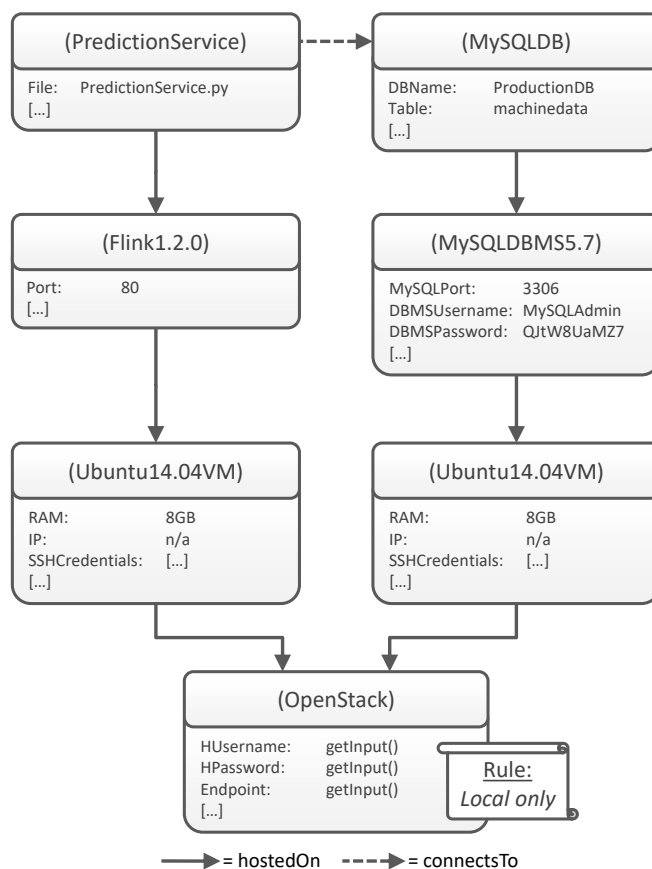 (PredictionService)
File: PredictionService.py
[...]
(MySQLDB)
DBName: ProductionDB
Table: machinedata
[...]
(Flink1.2.0)
Port: 80
[...]
(MySQLDBMS5.7)
MySQLPort: 3306
DBMSUsername: MySQLAdmin
DBMSPassword: QJtW8UaMZ7
[...]
(Ubuntu14.04VM)
RAM: 8GB
IP: n/a
SSHCredentials: [...]
[...]
(Ubuntu14.04VM)
RAM: 8GB
IP: n/a
SSHCredentials: [...]
[...]
(OpenStack)
HUsername: getInput()
HPassword: getInput()
Endpoint: getInput()
[...]
Rule:
Local only
= hostedOn = connectsTo